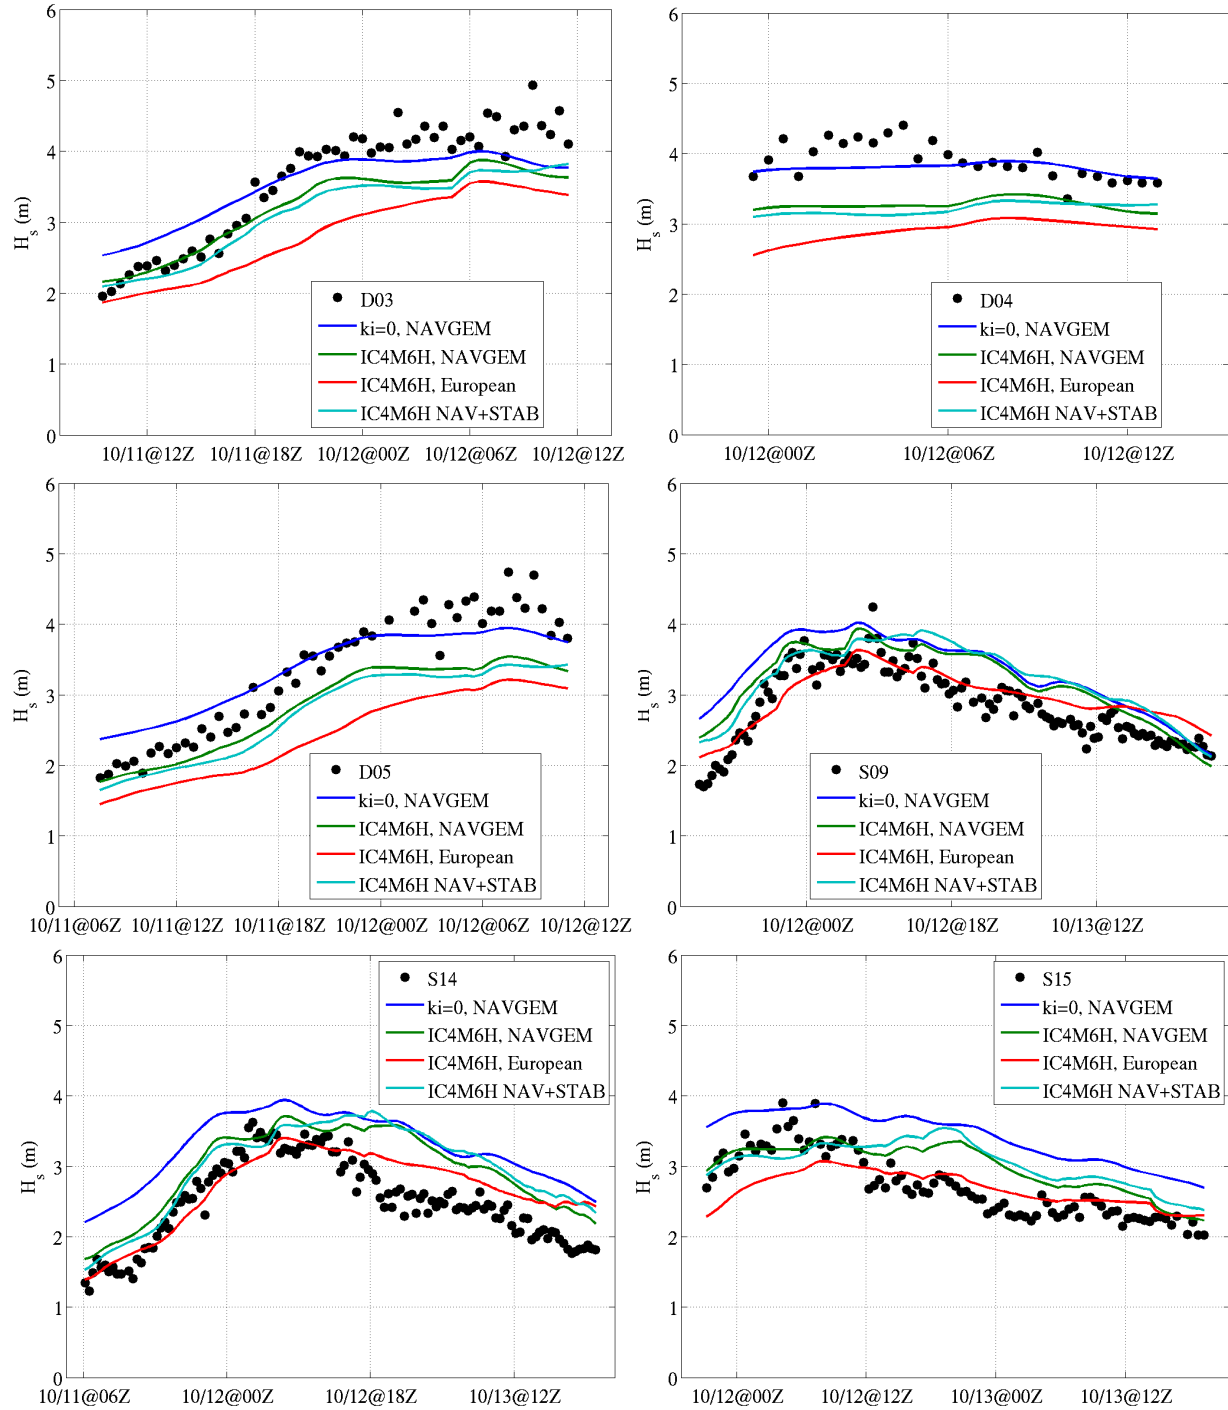 6
5
4
3
2
1
0
H_s (m)
D03
ki=0, NAVGEM
IC4M6H, NAVGEM
IC4M6H, European
IC4M6H NAV+STAB
10/11@12Z 10/11@18Z 10/12@00Z 10/12@06Z 10/12@12Z
6
5
4
3
2
1
0
H_s (m)
D04
ki=0, NAVGEM
IC4M6H, NAVGEM
IC4M6H, European
IC4M6H NAV+STAB
10/12@00Z 10/12@06Z 10/12@12Z
6
5
4
3
2
1
0
H_s (m)
D05
ki=0, NAVGEM
IC4M6H, NAVGEM
IC4M6H, European
IC4M6H NAV+STAB
10/11@06Z 10/11@12Z 10/11@18Z 10/12@00Z 10/12@06Z 10/12@12Z
6
5
4
3
2
1
0
H_s (m)
S09
ki=0, NAVGEM
IC4M6H, NAVGEM
IC4M6H, European
IC4M6H NAV+STAB
10/12@00Z 10/12@18Z 10/13@12Z
6
5
4
3
2
1
0
H_s (m)
S14
ki=0, NAVGEM
IC4M6H, NAVGEM
IC4M6H, European
IC4M6H NAV+STAB
10/11@06Z 10/12@00Z 10/12@18Z 10/13@12Z
6
5
4
3
2
1
0
H_s (m)
S15
ki=0, NAVGEM
IC4M6H, NAVGEM
IC4M6H, European
IC4M6H NAV+STAB
10/12@00Z 10/12@12Z 10/13@00Z 10/13@12Z